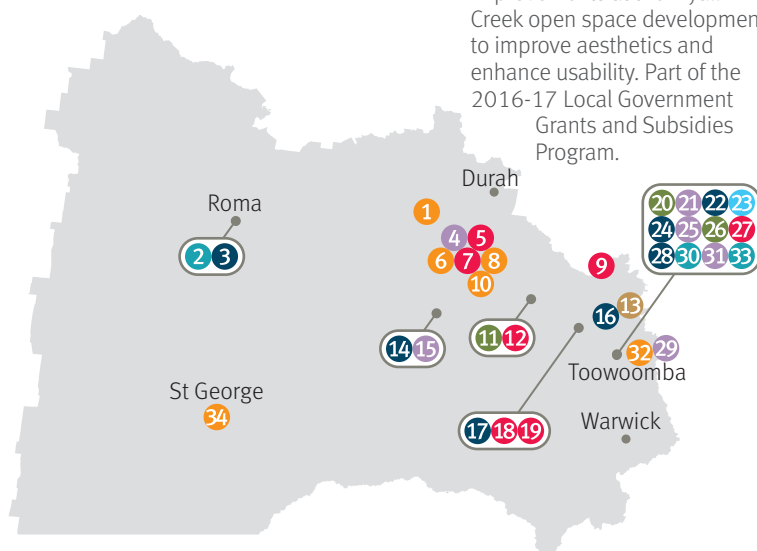 Creek open space developmen
to improve aesthetics and
enhance usability. Part of the
2016-17 Local Government
Grants and Subsidies
Program.
Durah
Roma
1
20 21 22 23
4 5
24 25 26 27
2 3
6 7 8
9
28 30 31 33
10
13
16
11 12
14 15
32 29
Toowoomba
St George
34
Warwick
17 18 19